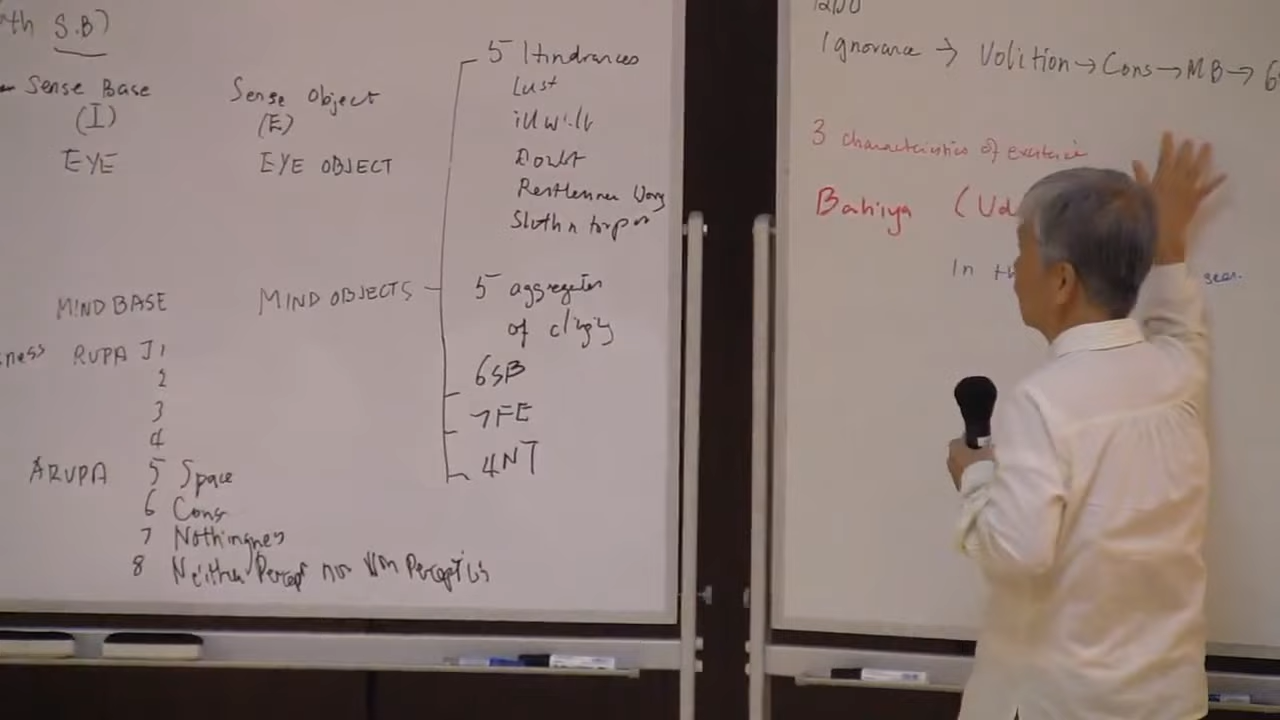 S.B)
Sense Base
(I)
EYE
Sense Object
(E)
EYE OBJECT
MIND BASE
MIND OBJECTS
ness RUPA J1
2
3
4
ARUPA 5 Space
6 Cons
7 Nothingnes
8 Neither Percep nor Non Perception
5 Hindrances
Lust
ill will
Doubt
Restlessness Worry
Sloth n torpor
5 aggregates
of clinging
6SB
7FE
4NT
Ignorance → Volition → Cons → MB → 6
3 characteristics of existence
Bahiya (Ud
In th
seen.